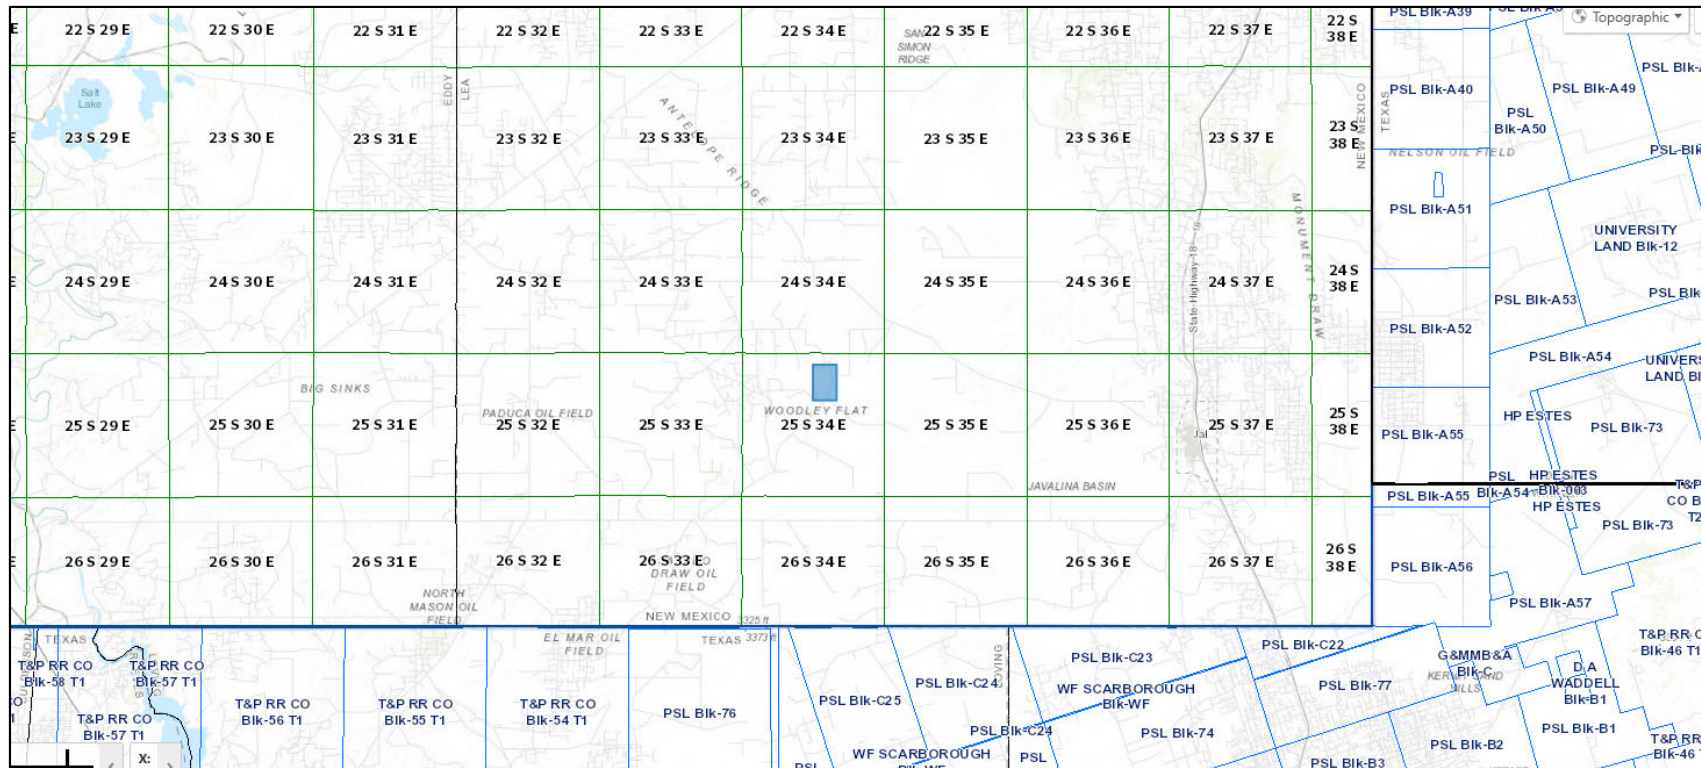 22 S 29 E
22 S 30 E
22 S 31 E
22 S 32 E
22 S 33 E
22 S 34 E
22 S 35 E
22 S 36 E
22 S 37 E
22 S
38 E
SAN
SIMON
RIDGE
PSL Blk-A39
Topographic
Salt
Lake
EDDY
LEA
ANTELOPE RIDGE
NEW MEXICO
TEXAS
PSL Blk-A40
PSL Blk-A49
PSL
Blk-A50
23 S 29 E
23 S 30 E
23 S 31 E
23 S 32 E
23 S 33 E
23 S 34 E
23 S 35 E
23 S 36 E
23 S 37 E
23 S
38 E
NELSON OIL FIELD
PSL Blk-A51
MONUMENT DRAW
State Highway 18
UNIVERSITY
LAND Blk-12
24 S 29 E
24 S 30 E
24 S 31 E
24 S 32 E
24 S 33 E
24 S 34 E
24 S 35 E
24 S 36 E
24 S 37 E
24 S
38 E
PSL Blk-A53
PSL Blk-A52
PSL Blk-A54
BIG SINKS
PADUCA OIL FIELD
WOODLEY FLAT
25 S 29 E
25 S 30 E
25 S 31 E
25 S 32 E
25 S 33 E
25 S 34 E
25 S 35 E
25 S 36 E
25 S 37 E
25 S
38 E
Jal
PSL Blk-A55
HP ESTES
PSL Blk-73
JAVALINA BASIN
PSL Blk-A55
PSL
Blk-A54
HP ESTES
Blk-003
HP ESTES
PSL Blk-73
26 S 29 E
26 S 30 E
26 S 31 E
26 S 32 E
26 S 33 E
26 S 34 E
26 S 35 E
26 S 36 E
26 S 37 E
26 S
38 E
DRAW OIL
FIELD
NORTH
MASON OIL
FIELD
PSL Blk-A56
PSL Blk-A57
NEW MEXICO
3325 ft
TEXAS
TEXAS
3373 ft
EL MAR OIL
FIELD
LOVING
T&P RR CO
Blk-58 T1
T&P RR CO
Blk-57 T1
T&P RR CO
Blk-57 T1
T&P RR CO
Blk-56 T1
T&P RR CO
Blk-55 T1
T&P RR CO
Blk-54 T1
PSL Blk-76
PSL Blk-C25
PSL Blk-C24
PSL Blk-C24
PSL Blk-C23
PSL Blk-C22
WF SCARBOROUGH
Blk-WF
WF SCARBOROUGH
PSL
PSL Blk-74
PSL Blk-77
G&MMB&A
Blk-C
D A
WADDELL
Blk-B1
PSL Blk-B1
PSL Blk-B2
PSL Blk-B3
X: